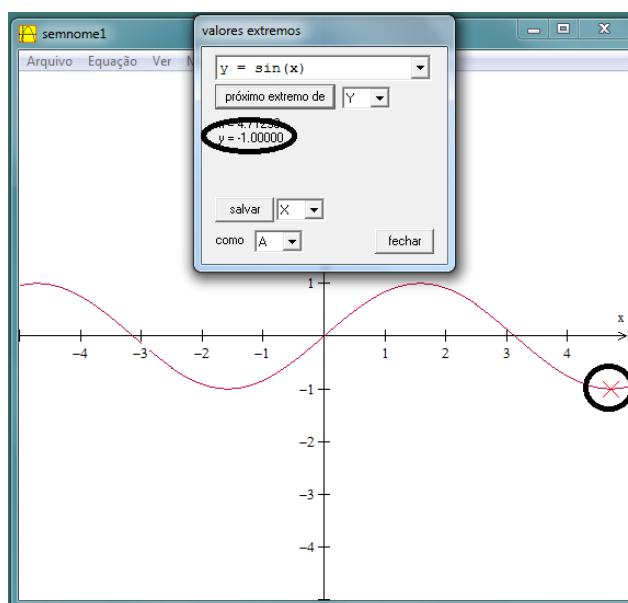 semnome1
valores extremos
Arquivo Equação Ver
y = sin(x)
próximo extremo de Y
y = -1.00000
salvar X
como A fechar
1
x
-4 -3 -2 -1 1 2 3 4
-1
-2
-3
-4